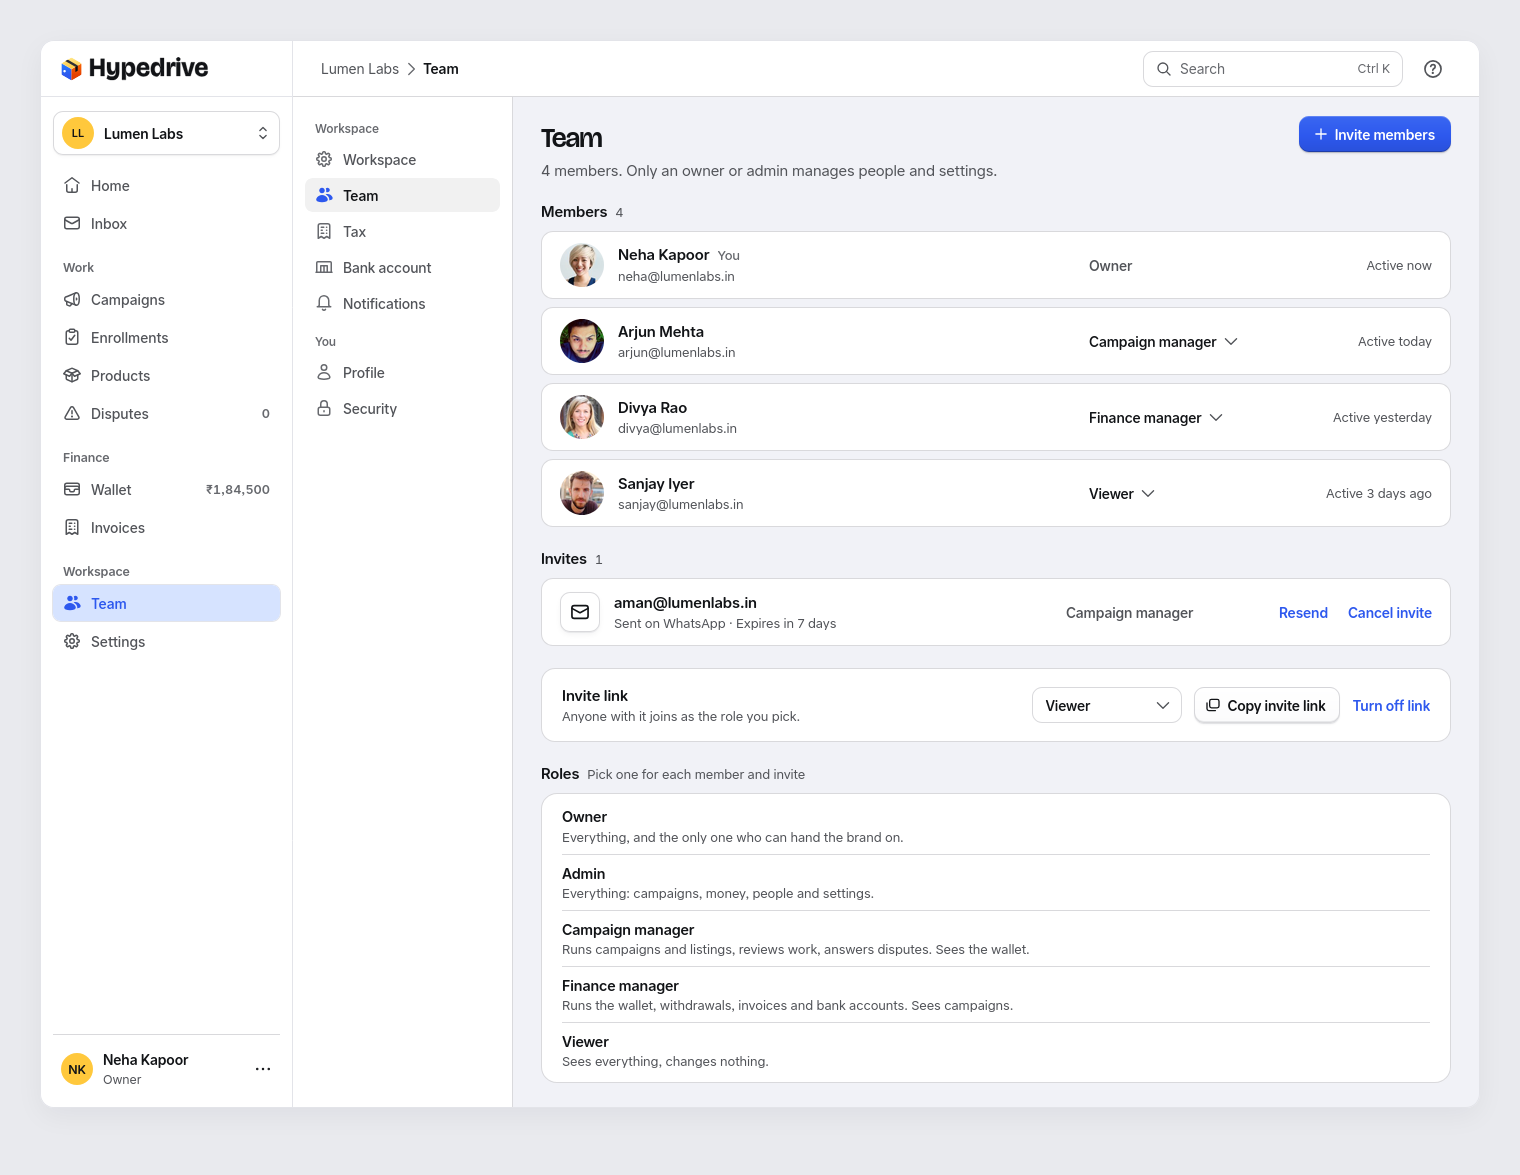 Hypedrive
Lumen Labs > Team
Search
Ctrl K
LL
Lumen Labs
Home
Inbox
Work
Campaigns
Enrollments
Products
Disputes 0
Finance
Wallet ₹1,84,500
Invoices
Workspace
Team
Settings
NK
Neha Kapoor
Owner
Workspace
Workspace
Team
Tax
Bank account
Notifications
You
Profile
Security
Team
4 members. Only an owner or admin manages people and settings.
+ Invite members
Members 4
Neha Kapoor You
neha@lumenlabs.in
Owner
Active now
Arjun Mehta
arjun@lumenlabs.in
Campaign manager
Active today
Divya Rao
divya@lumenlabs.in
Finance manager
Active yesterday
Sanjay Iyer
sanjay@lumenlabs.in
Viewer
Active 3 days ago
Invites 1
aman@lumenlabs.in
Sent on WhatsApp · Expires in 7 days
Campaign manager
Resend
Cancel invite
Invite link
Anyone with it joins as the role you pick.
Viewer
Copy invite link
Turn off link
Roles Pick one for each member and invite
Owner
Everything, and the only one who can hand the brand on.
Admin
Everything: campaigns, money, people and settings.
Campaign manager
Runs campaigns and listings, reviews work, answers disputes. Sees the wallet.
Finance manager
Runs the wallet, withdrawals, invoices and bank accounts. Sees campaigns.
Viewer
Sees everything, changes nothing.